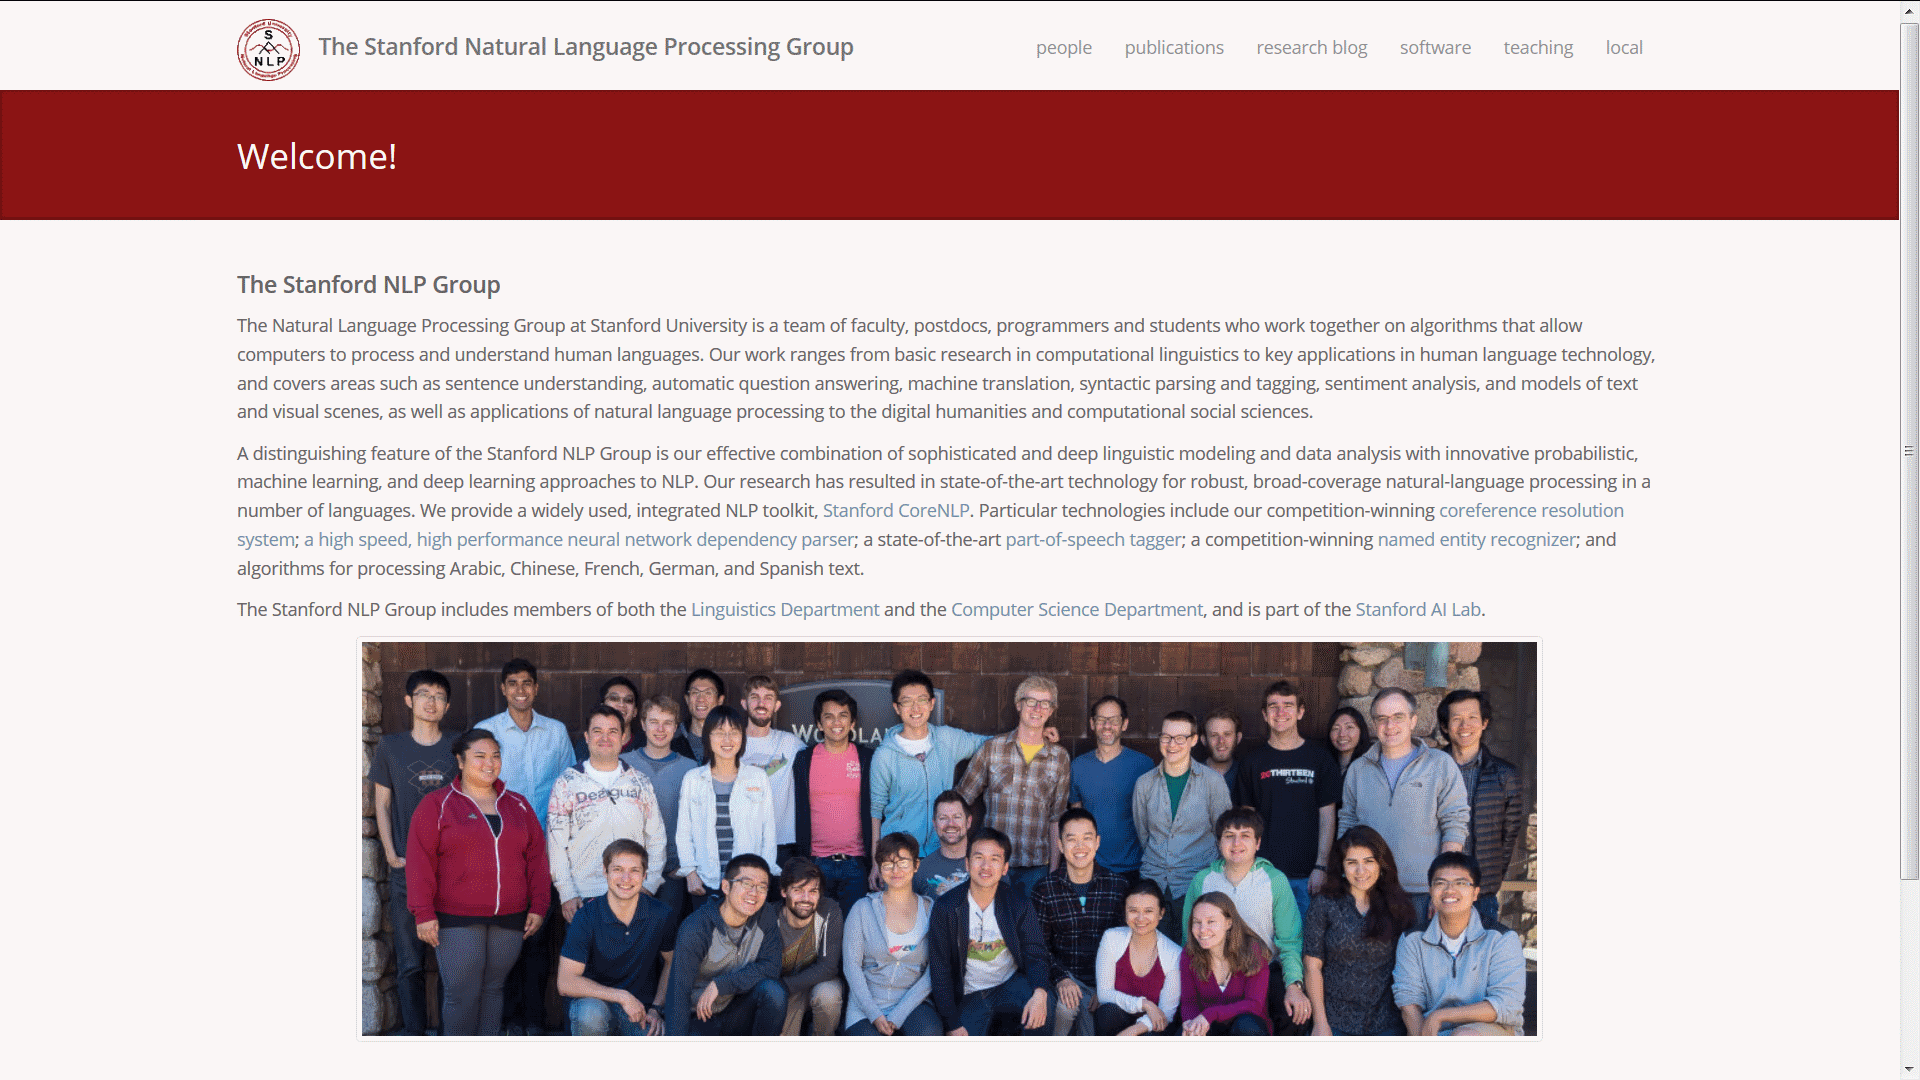 The Stanford Natural Language Processing Group
people publications research blog software teaching local
S
NLP
Welcome!
The Stanford NLP Group
The Natural Language Processing Group at Stanford University is a team of faculty, postdocs, programmers and students who work together on algorithms that allow
computers to process and understand human languages. Our work ranges from basic research in computational linguistics to key applications in human language technology,
and covers areas such as sentence understanding, automatic question answering, machine translation, syntactic parsing and tagging, sentiment analysis, and models of text
and visual scenes, as well as applications of natural language processing to the digital humanities and computational social sciences.
A distinguishing feature of the Stanford NLP Group is our effective combination of sophisticated and deep linguistic modeling and data analysis with innovative probabilistic,
machine learning, and deep learning approaches to NLP. Our research has resulted in state-of-the-art technology for robust, broad-coverage natural-language processing in a
number of languages. We provide a widely used, integrated NLP toolkit, Stanford CoreNLP. Particular technologies include our competition-winning coreference resolution
system; a high speed, high performance neural network dependency parser; a state-of-the-art part-of-speech tagger; a competition-winning named entity recognizer; and
algorithms for processing Arabic, Chinese, French, German, and Spanish text.
The Stanford NLP Group includes members of both the Linguistics Department and the Computer Science Department, and is part of the Stanford AI Lab.
Desigual
THIRTEEN
Stanford